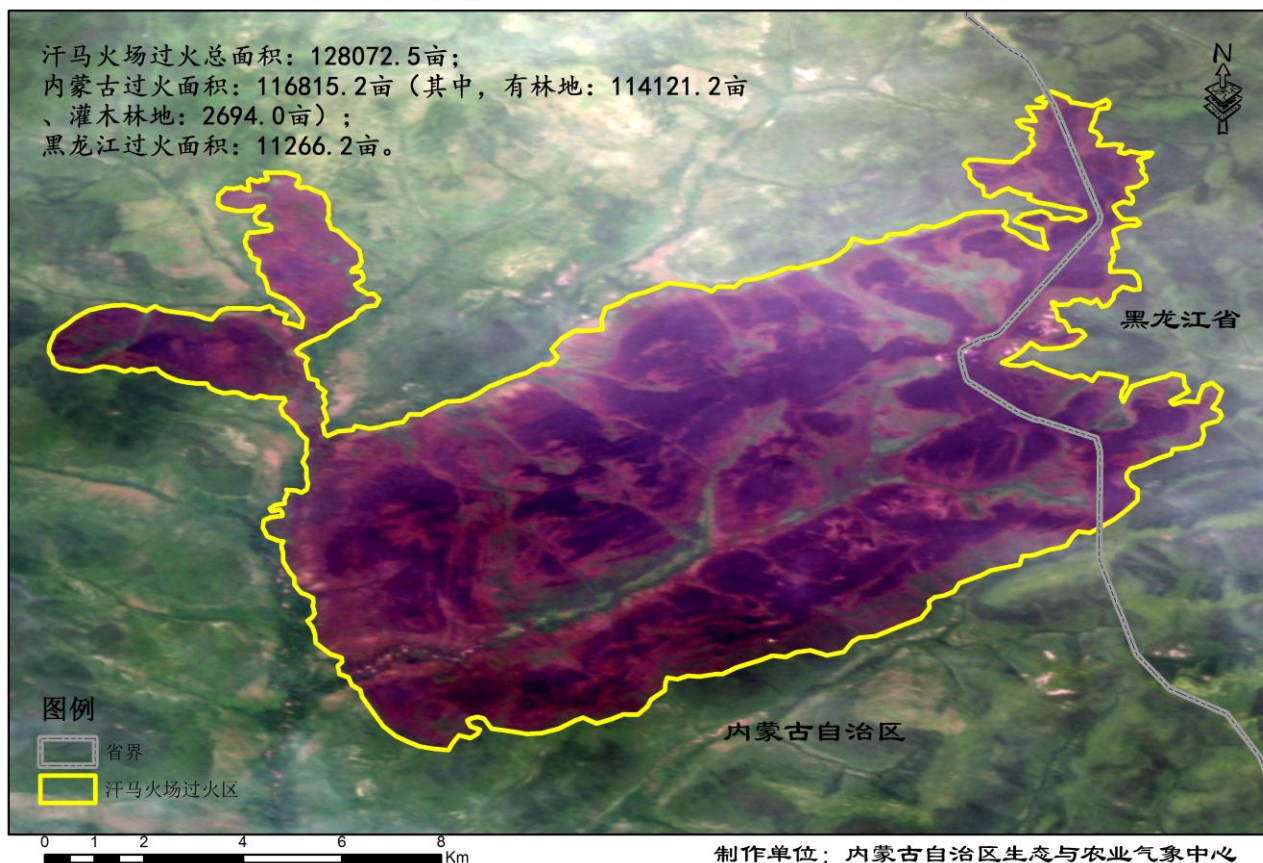 汗马火场过火总面积：128072.5亩；
内蒙古过火面积：116815.2亩（其中，有林地：114121.2亩
、灌木林地：2694.0亩）；
黑龙江过火面积：11266.2亩。
N
黑龙江省
内蒙古自治区
图例
省界
汗马火场过火区
0 1 2 4 6 8
Km
制作单位：内蒙古自治区生态与农业气象中心